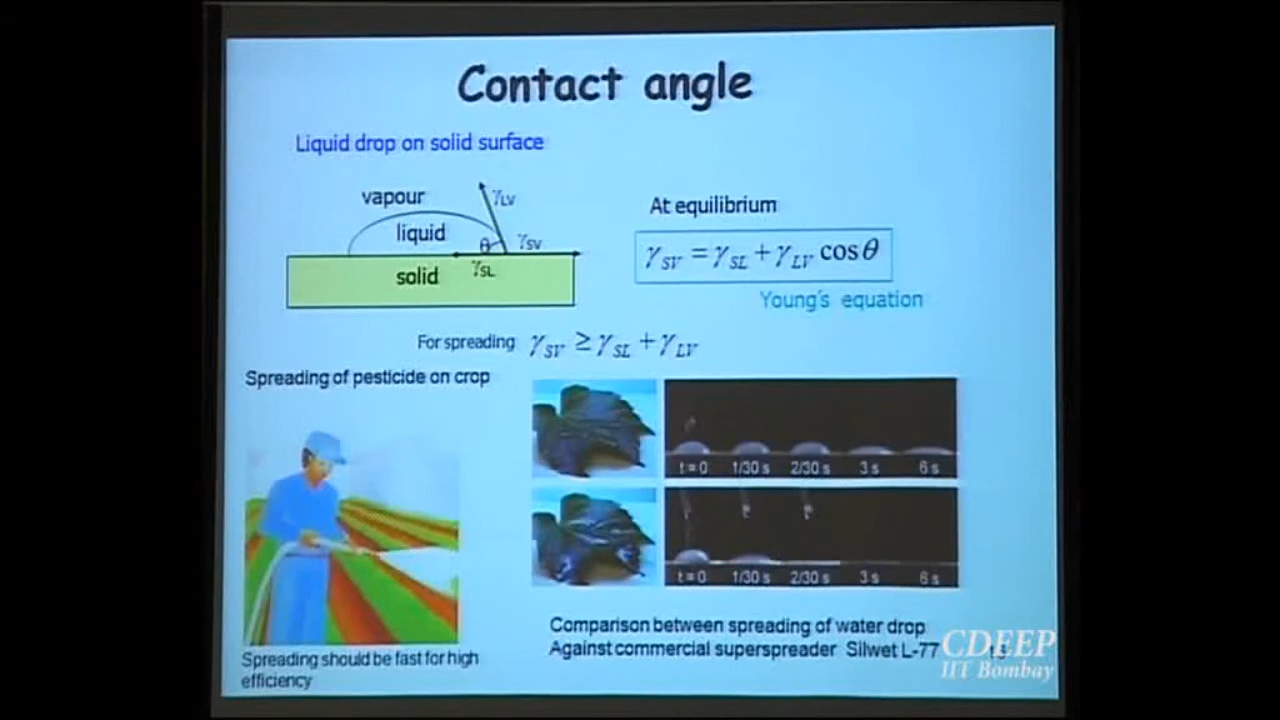 Contact angle
Liquid drop on solid surface
vapour
γLV
liquid
θ
γSV
solid
γSL
At equilibrium
γSV = γSL + γLV cosθ
Young's equation
For spreading γSV ≥ γSL + γLV
Spreading of pesticide on crop
t=0 1/30 s 2/30 s 3 s 6 s
t=0 1/30 s 2/30 s 3 s 6 s
Spreading should be fast for high
efficiency
Comparison between spreading of water drop
Against commercial superspreader Silwet L-77
CDEEP
IIT Bombay